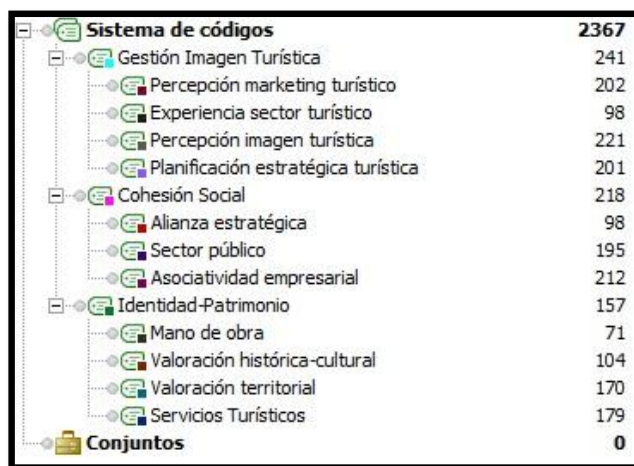 Sistema de códigos 2367
Gestión Imagen Turística 241
Percepción marketing turístico 202
Experiencia sector turístico 98
Percepción imagen turística 221
Planificación estratégica turística 201
Cohesión Social 218
Alianza estratégica 98
Sector público 195
Asociatividad empresarial 212
Identidad-Patrimonio 157
Mano de obra 71
Valoración histórica-cultural 104
Valoración territorial 170
Servicios Turísticos 179
Conjuntos 0